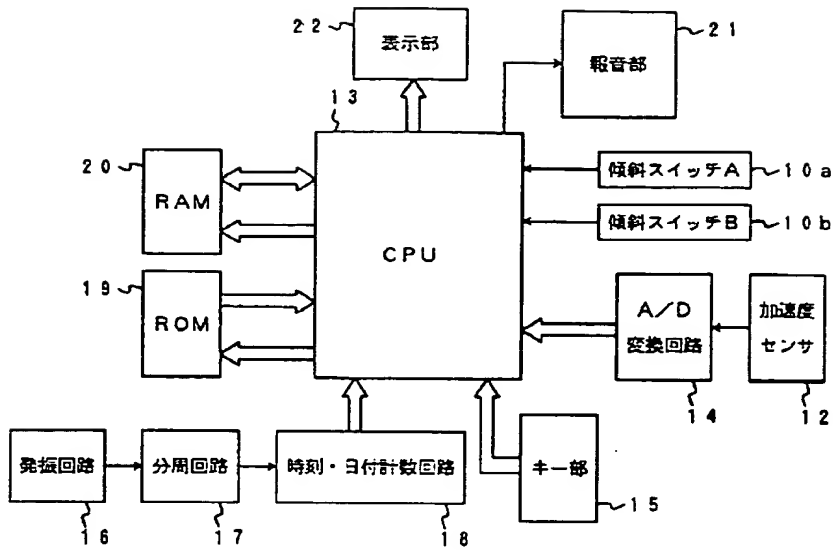 22
表示部
21
報音部
13
20
RAM
傾斜スイッチA
10a
傾斜スイッチB
10b
CPU
19
ROM
A/D
変換回路
加速度
センサ
14
12
発振回路
分周回路
時刻・日付計数回路
キー部
15
16
17
18